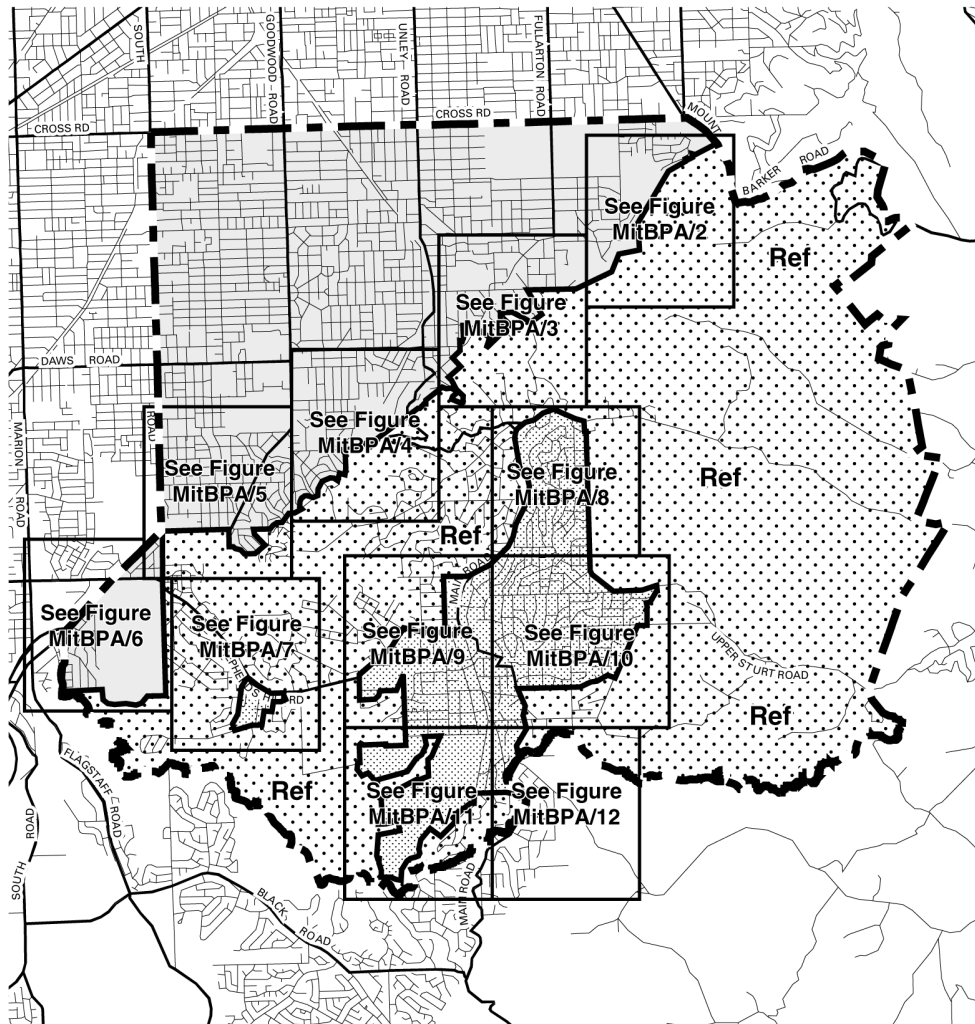 SOUTH
GOODWOOD ROAD
UNLEY ROAD
FULLARTON ROAD
CROSS RD
CROSS RD
MOUNT
BARKER ROAD
See Figure
MitBPA/2
Ref
See Figure
MitBPA/3
DAWS ROAD
ROAD
MARION ROAD
See Figure
MitBPA/4
See Figure
MitBPA/5
See Figure
MitBPA/8
Ref
Ref
MAIN ROAD
See Figure
MitBPA/6
See Figure
MitBPA/7
See Figure
MitBPA/9
See Figure
MitBPA/10
UPPER STURT ROAD
Ref
FLAGSTAFF ROAD
Ref
See Figure
MitBPA/11
See Figure
MitBPA/12
SOUTH ROAD
BLACK ROAD
MAIN ROAD